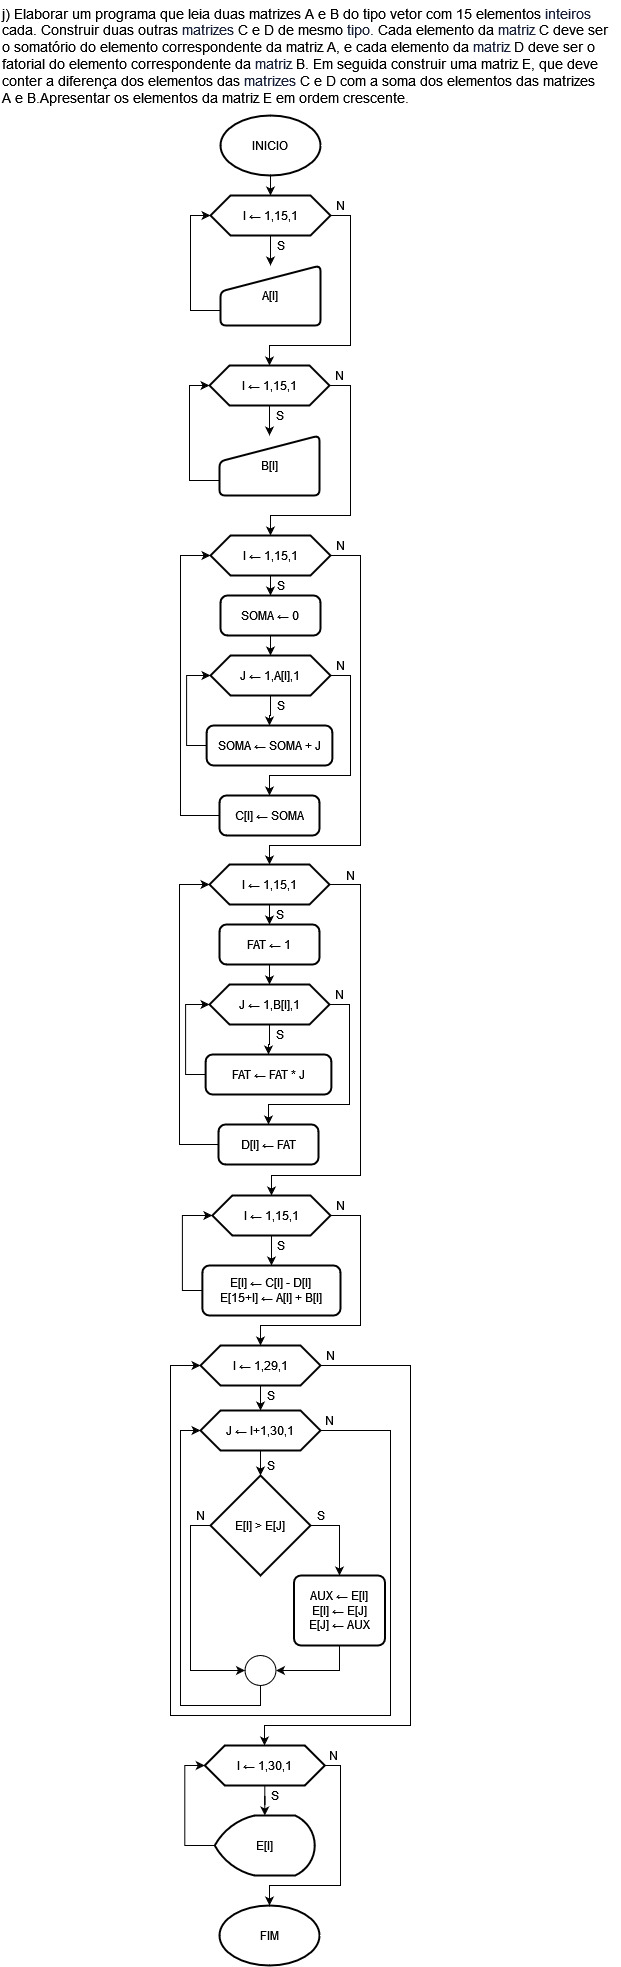 j) Elaborar um programa que leia duas matrizes A e B do tipo vetor com 15 elementos inteiros
cada. Construir duas outras matrizes C e D de mesmo tipo. Cada elemento da matriz C deve ser
o somatório do elemento correspondente da matriz A, e cada elemento da matriz D deve ser o
fatorial do elemento correspondente da matriz B. Em seguida construir uma matriz E, que deve
conter a diferença dos elementos das matrizes C e D com a soma dos elementos das matrizes
A e B.Apresentar os elementos da matriz E em ordem crescente.
INICIO
I ← 1,15,1
N
S
A[I]
I ← 1,15,1
N
S
B[I]
I ← 1,15,1
N
S
SOMA ← 0
J ← 1,A[I],1
N
S
SOMA ← SOMA + J
C[I] ← SOMA
I ← 1,15,1
N
S
FAT ← 1
J ← 1,B[I],1
N
S
FAT ← FAT * J
D[I] ← FAT
I ← 1,15,1
N
S
E[I] ← C[I] - D[I]
E[15+I] ← A[I] + B[I]
I ← 1,29,1
N
S
J ← I+1,30,1
N
S
E[I] > E[J]
N
S
AUX ← E[I]
E[I] ← E[J]
E[J] ← AUX
I ← 1,30,1
N
S
E[I]
FIM